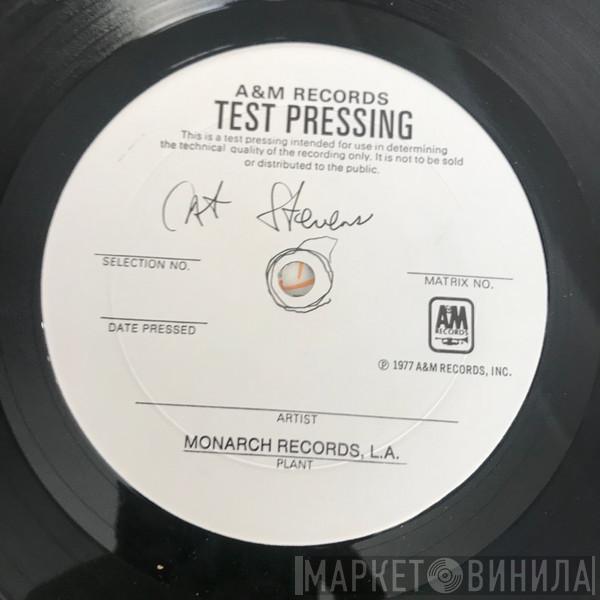 A&M RECORDS
TEST PRESSING
This is a test pressing intended for use in determining
the technical quality of the recording only. It is not to be sold
or distributed to the public.
Cat Stevens
SELECTION NO.
MATRIX NO.
DATE PRESSED
A&M
RECORDS
℗ 1977 A&M RECORDS, INC.
ARTIST
MONARCH RECORDS, L.A.
PLANT
МАРКЕТ ВИНИЛА